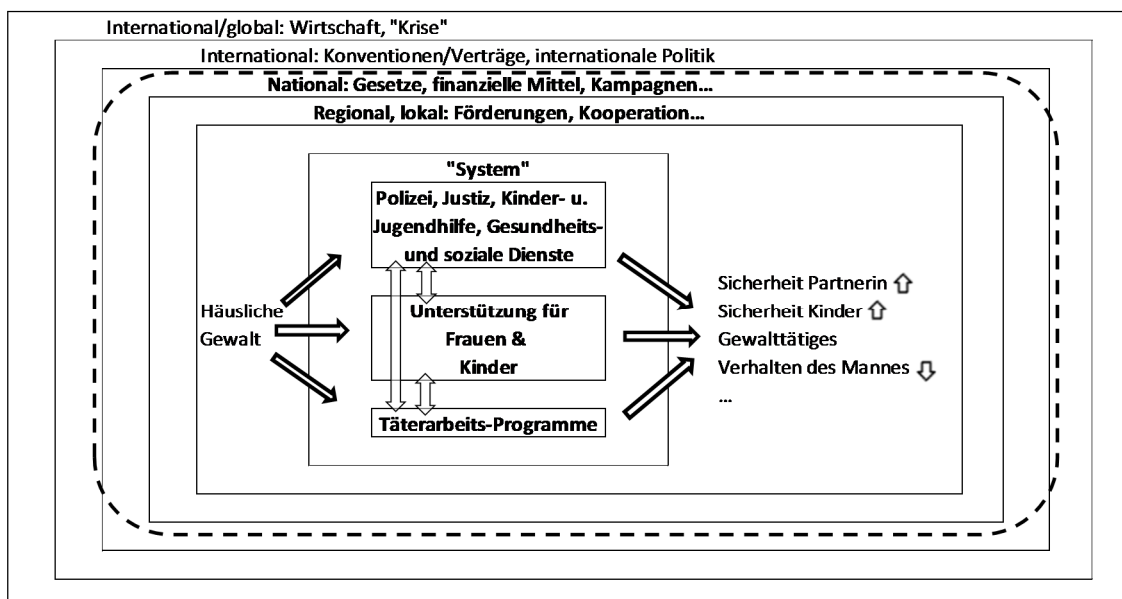 International/global: Wirtschaft, "Krise"
International: Konventionen/Verträge, internationale Politik
National: Gesetze, finanzielle Mittel, Kampagnen...
Regional, lokal: Förderungen, Kooperation...
"System"
Polizei, Justiz, Kinder- u.
Jugendhilfe, Gesundheits-
und soziale Dienste
Häusliche
Gewalt
Unterstützung für
Frauen &
Kinder
Täterarbeits-Programme
Sicherheit Partnerin
Sicherheit Kinder
Gewalttätiges
Verhalten des Mannes
...